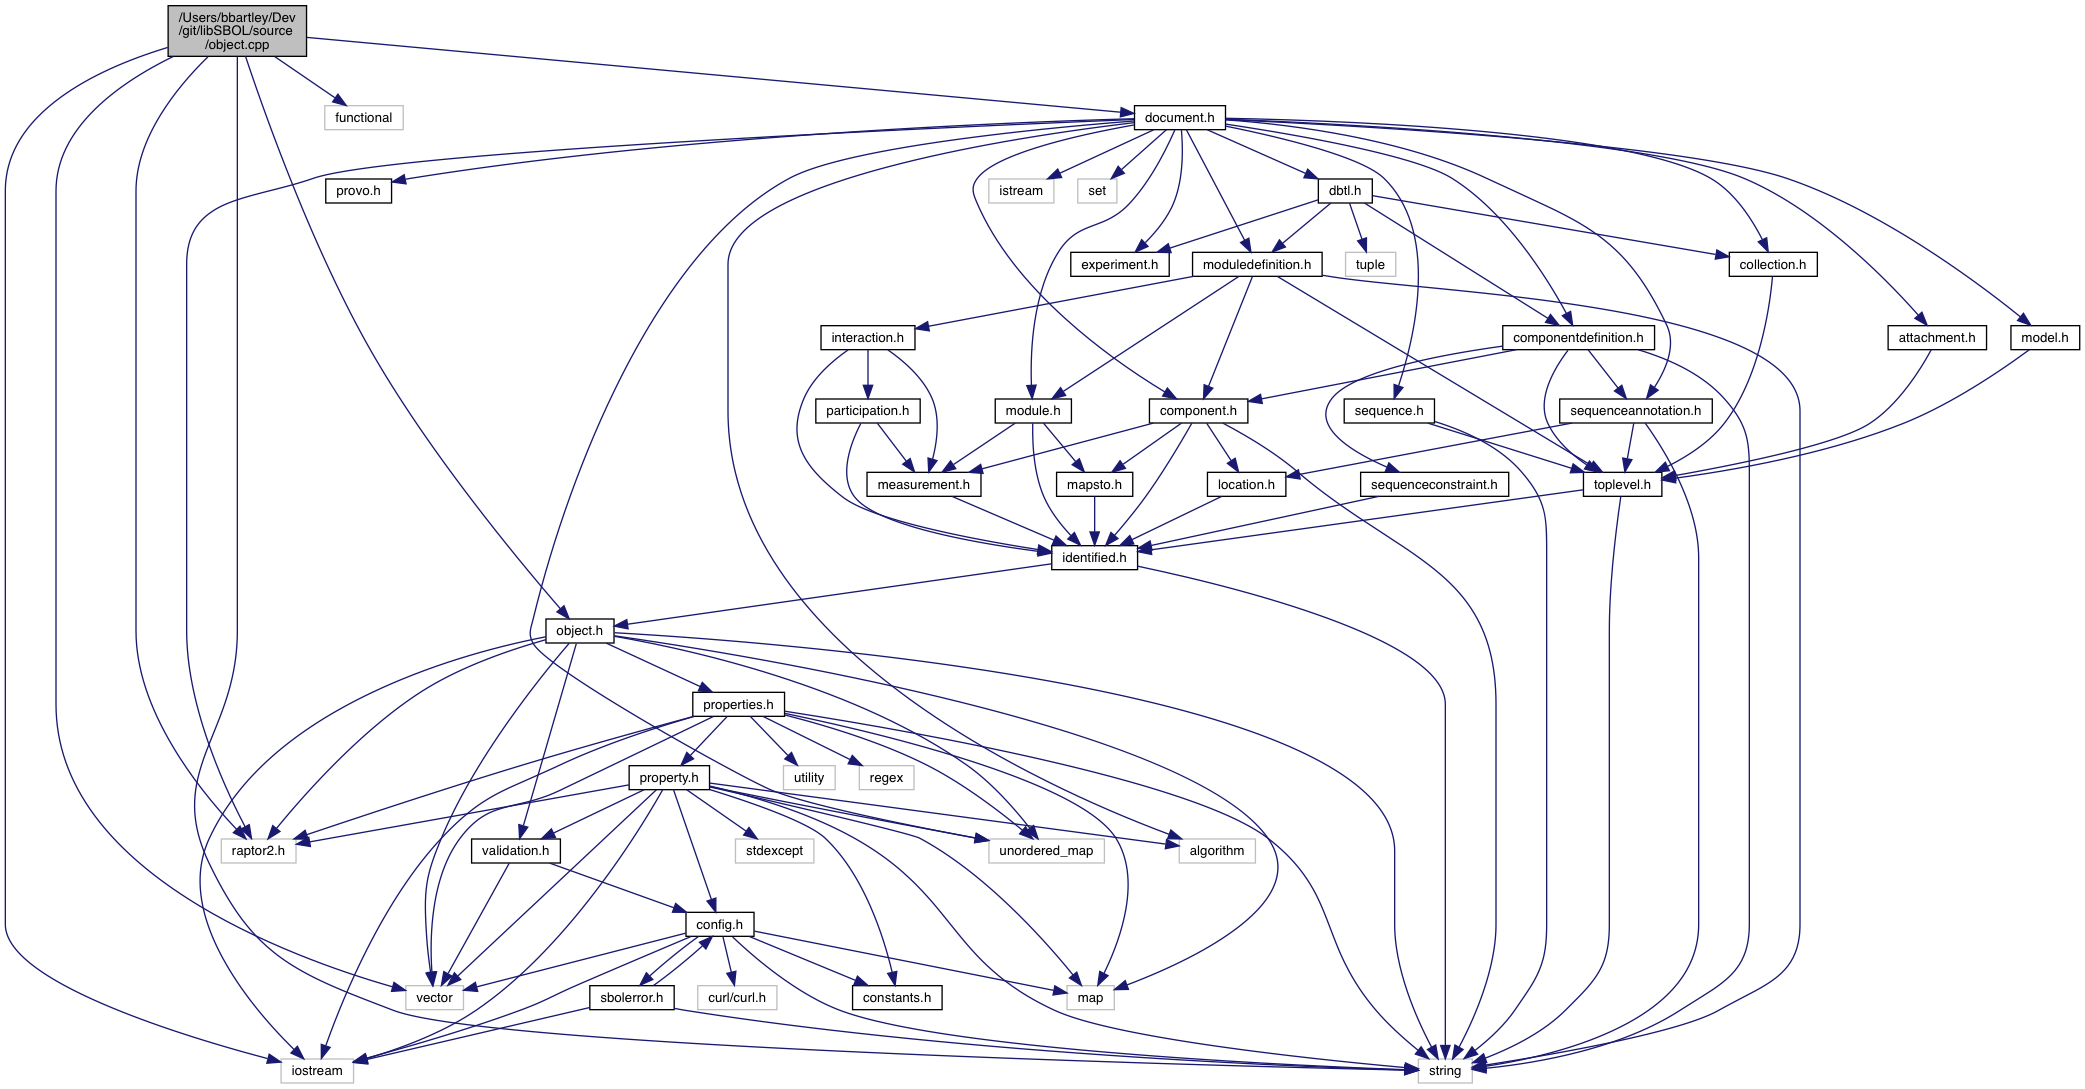 /Users/bbartley/Dev
/git/libSBOL/source
/object.cpp
functional
document.h
provo.h
istream
set
dbtl.h
experiment.h
moduledefinition.h
tuple
collection.h
interaction.h
componentdefinition.h
attachment.h
model.h
participation.h
module.h
component.h
sequence.h
sequenceannotation.h
measurement.h
mapsto.h
location.h
sequenceconstraint.h
toplevel.h
identified.h
object.h
properties.h
property.h
utility
regex
raptor2.h
validation.h
stdexcept
unordered_map
algorithm
config.h
vector
sbolerror.h
curl/curl.h
constants.h
map
iostream
string